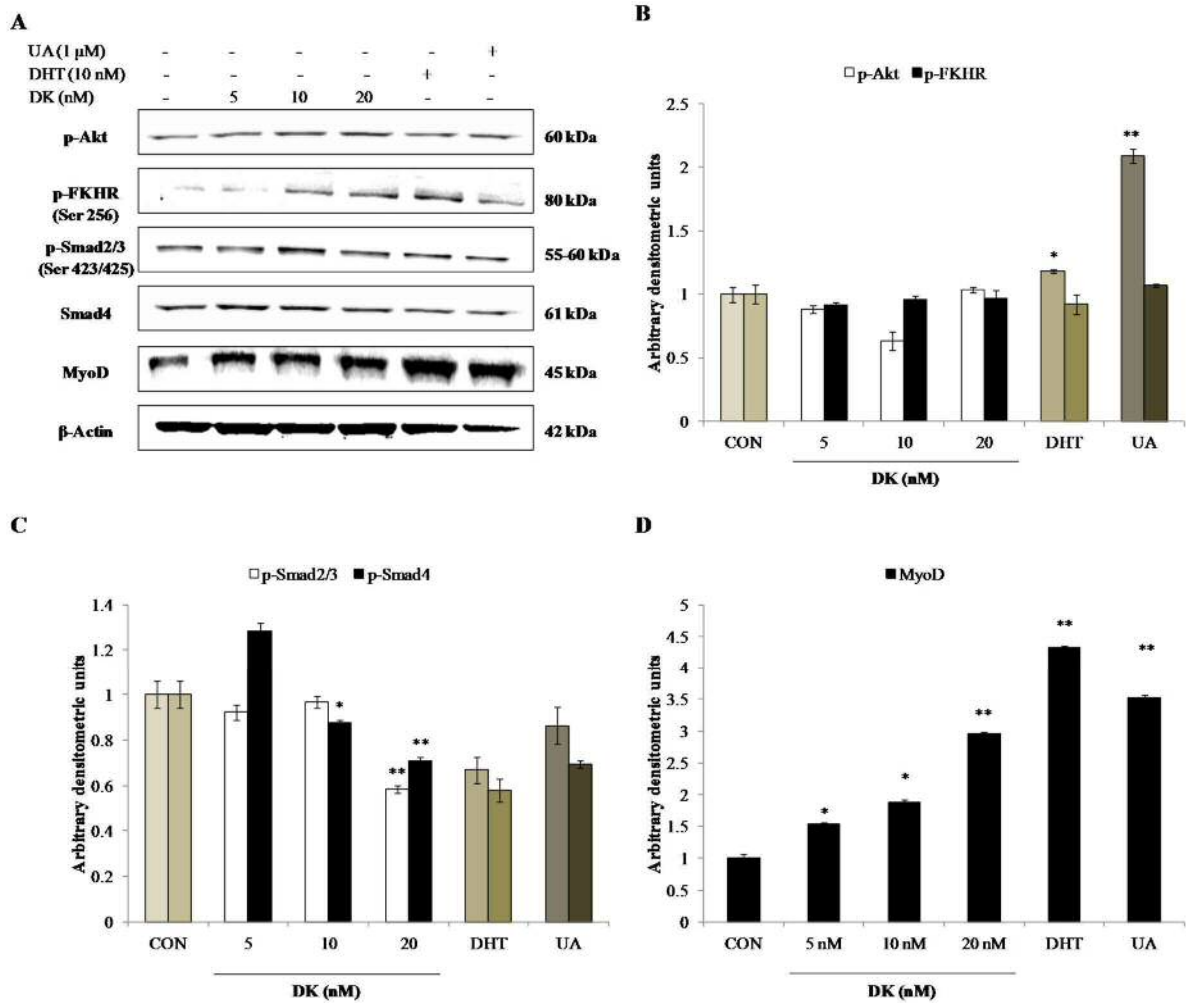 A
UA (1 µM) - - - - - +
DHT (10 nM) - - - - + -
DK (nM) - 5 10 20 - -
p-Akt 60 kDa
p-FKHR 80 kDa
(Ser 256)
p-Smad2/3 55-60 kDa
(Ser 423/425)
Smad4 61 kDa
MyoD 45 kDa
β-Actin 42 kDa
B
p-Akt p-FKHR
Arbitrary densitometric units
2.5
2
1.5
1
0.5
0
**
*
CON 5 10 20 DHT UA
DK (nM)
C
p-Smad2/3 p-Smad4
Arbitrary densitometric units
1.4
1.2
1
0.8
0.6
0.4
0.2
0
*
**
**
CON 5 10 20 DHT UA
DK (nM)
D
MyoD
Arbitrary densitometric units
5
4.5
4
3.5
3
2.5
2
1.5
1
0.5
0
*
*
**
**
**
CON 5 nM 10 nM 20 nM DHT UA
DK (nM)